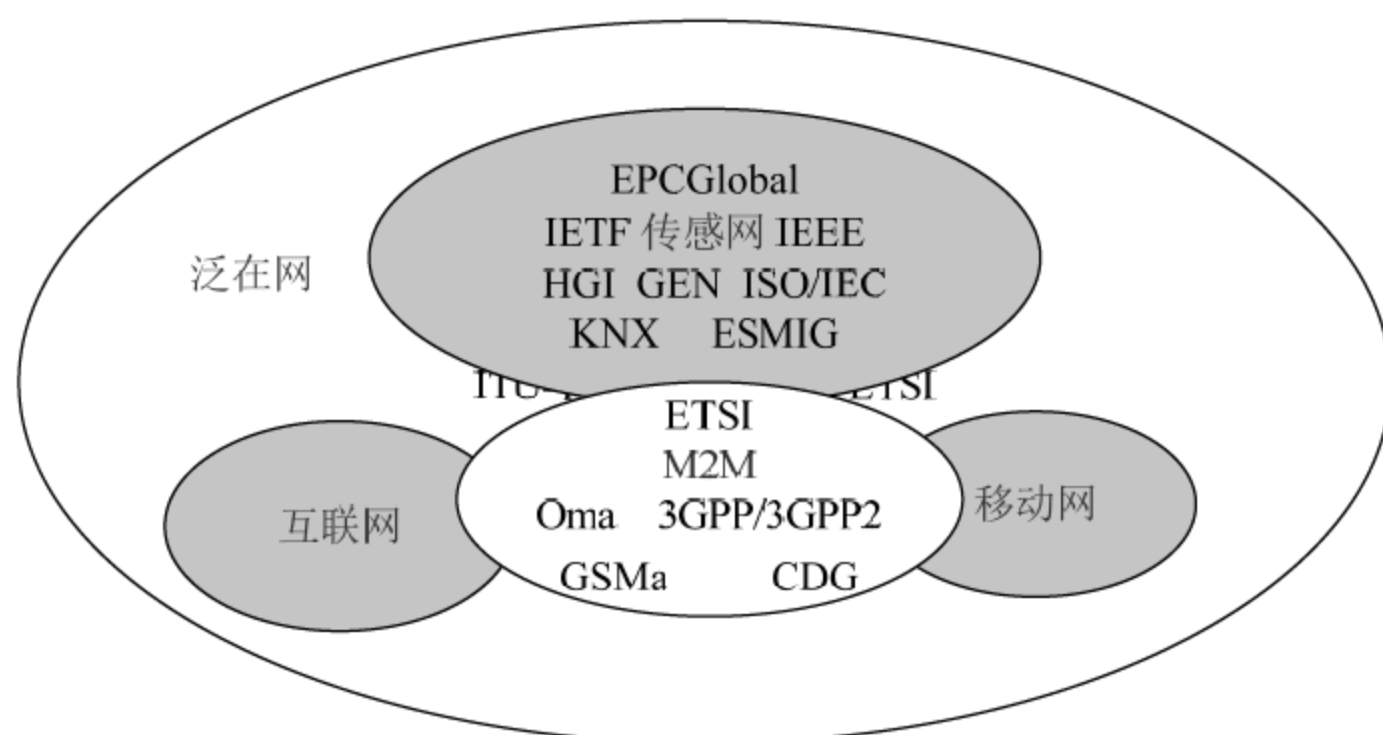 EPCGlobal
IETF 传感网 IEEE
泛在网
HGI GEN ISO/IEC
KNX ESMIG
ETSI
ETSI
M2M
互联网
Oma 3GPP/3GPP2
移动网
GSMa CDG